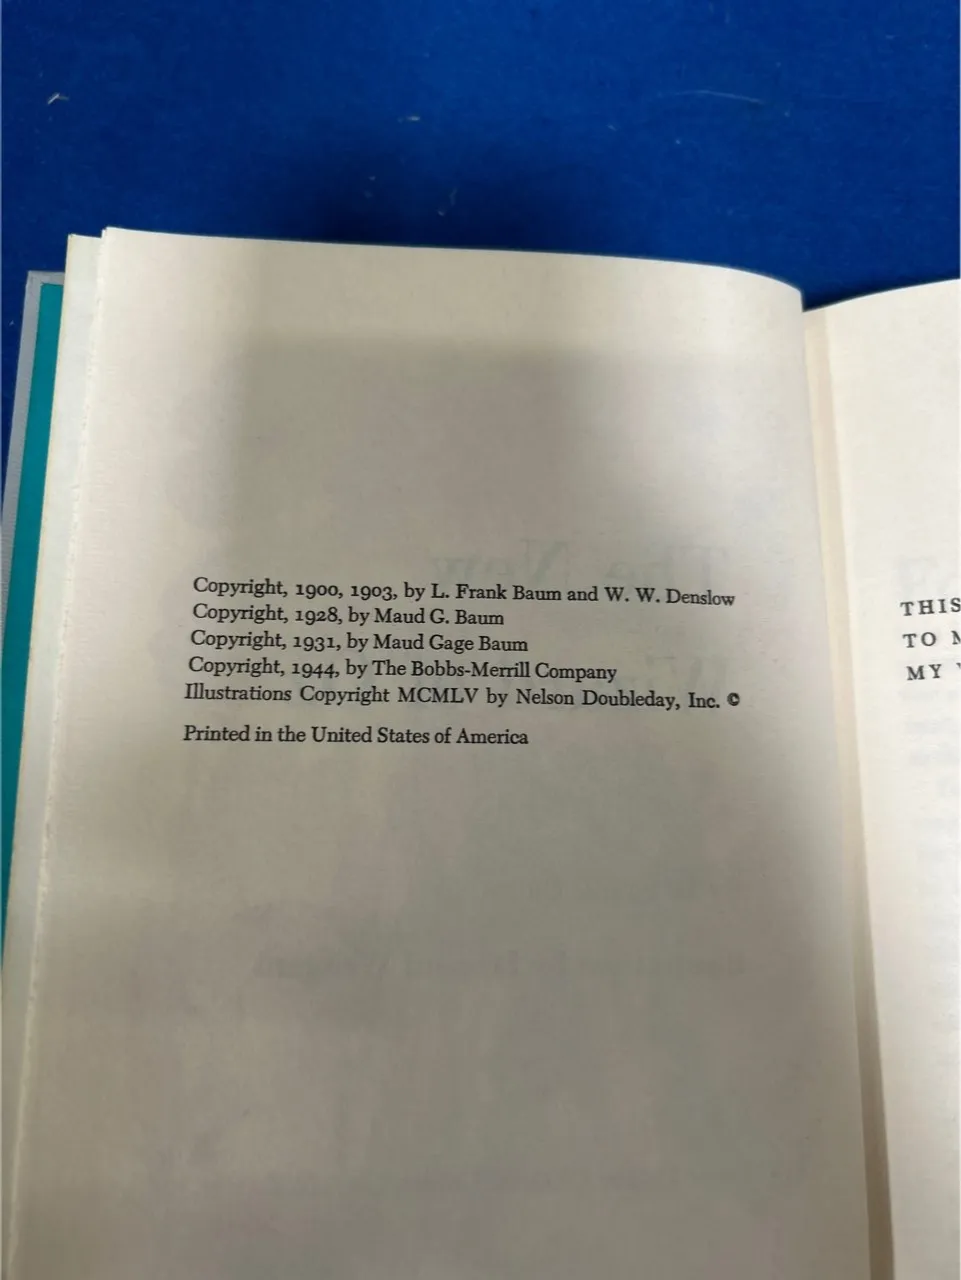 Copyright, 1900, 1903, by L. Frank Baum and W. W. Denslow
Copyright, 1928, by Maud G. Baum
Copyright, 1931, by Maud Gage Baum
Copyright, 1944, by The Bobbs-Merrill Company
Illustrations Copyright MCMLV by Nelson Doubleday, Inc. ©
Printed in the United States of America
THIS
TO
MY